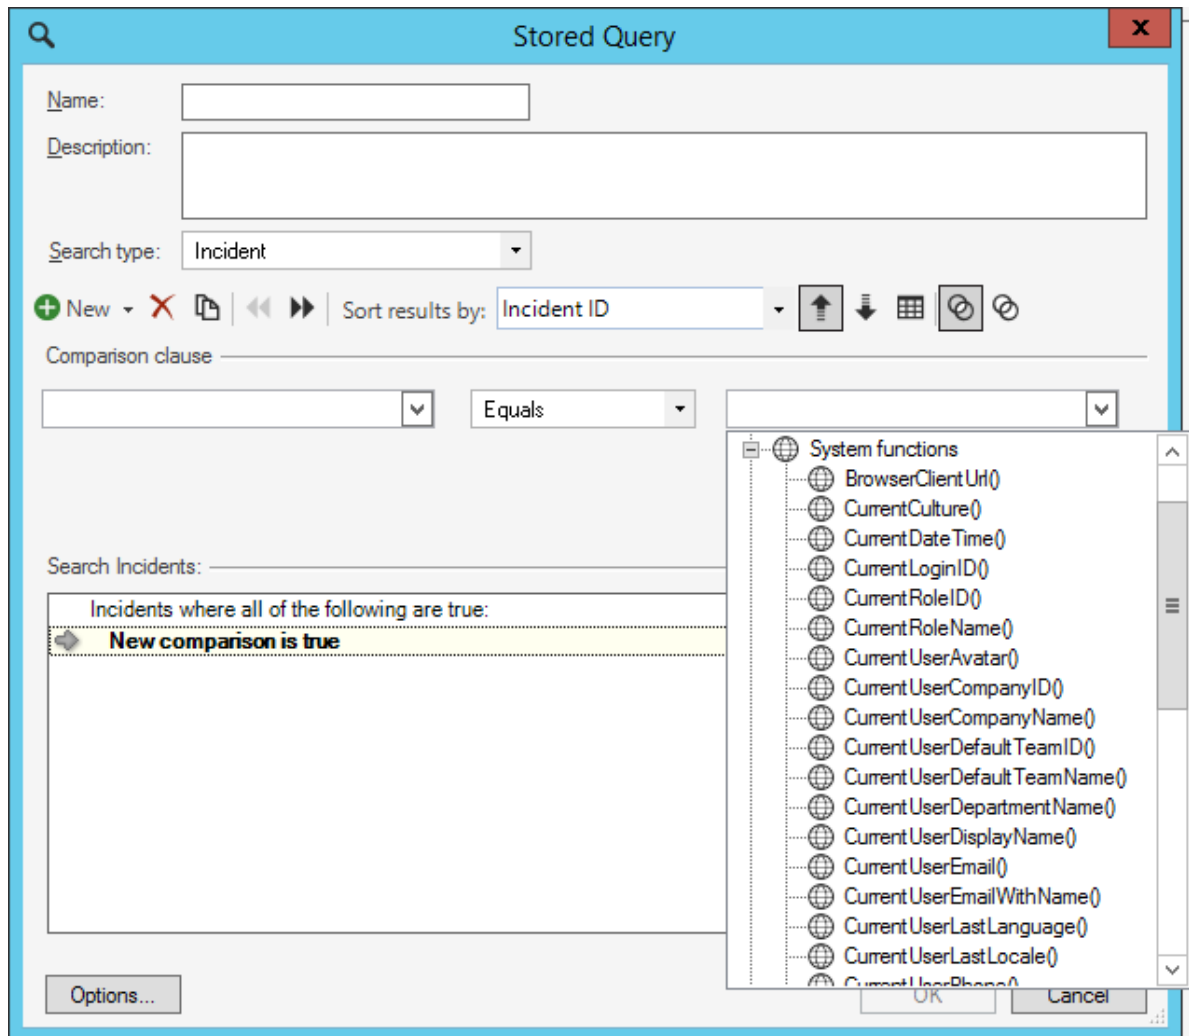 Stored Query
x
Name:
Description:
Search type: Incident
New Sort results by: Incident ID
Comparison clause
Equals
System functions
BrowserClientUrl()
CurrentCulture()
CurrentDateTime()
CurrentLoginID()
CurrentRoleID()
CurrentRoleName()
CurrentUserAvatar()
CurrentUserCompanyID()
CurrentUserCompanyName()
CurrentUserDefaultTeamID()
CurrentUserDefaultTeamName()
CurrentUserDepartmentName()
CurrentUserDisplayName()
CurrentUserEmail()
CurrentUserEmailWithName()
CurrentUserLastLanguage()
CurrentUserLastLocale()
CurrentUserPhone()
Search Incidents:
Incidents where all of the following are true:
New comparison is true
Options... OK Cancel